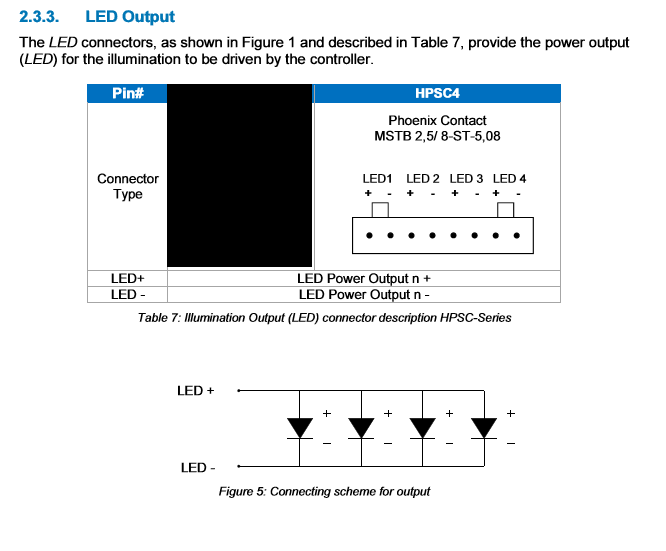 2.3.3. LED Output
The LED connectors, as shown in Figure 1 and described in Table 7, provide the power output
(LED) for the illumination to be driven by the controller.
Pin# HPSC4
Phoenix Contact
MSTB 2,5/ 8-ST-5,08
Connector
Type
LED1 LED 2 LED 3 LED 4
+ - + - + - + -
LED+ LED Power Output n +
LED - LED Power Output n -
Table 7: Illumination Output (LED) connector description HPSC-Series
LED +
+ + + +
– – – –
LED -
Figure 5: Connecting scheme for output